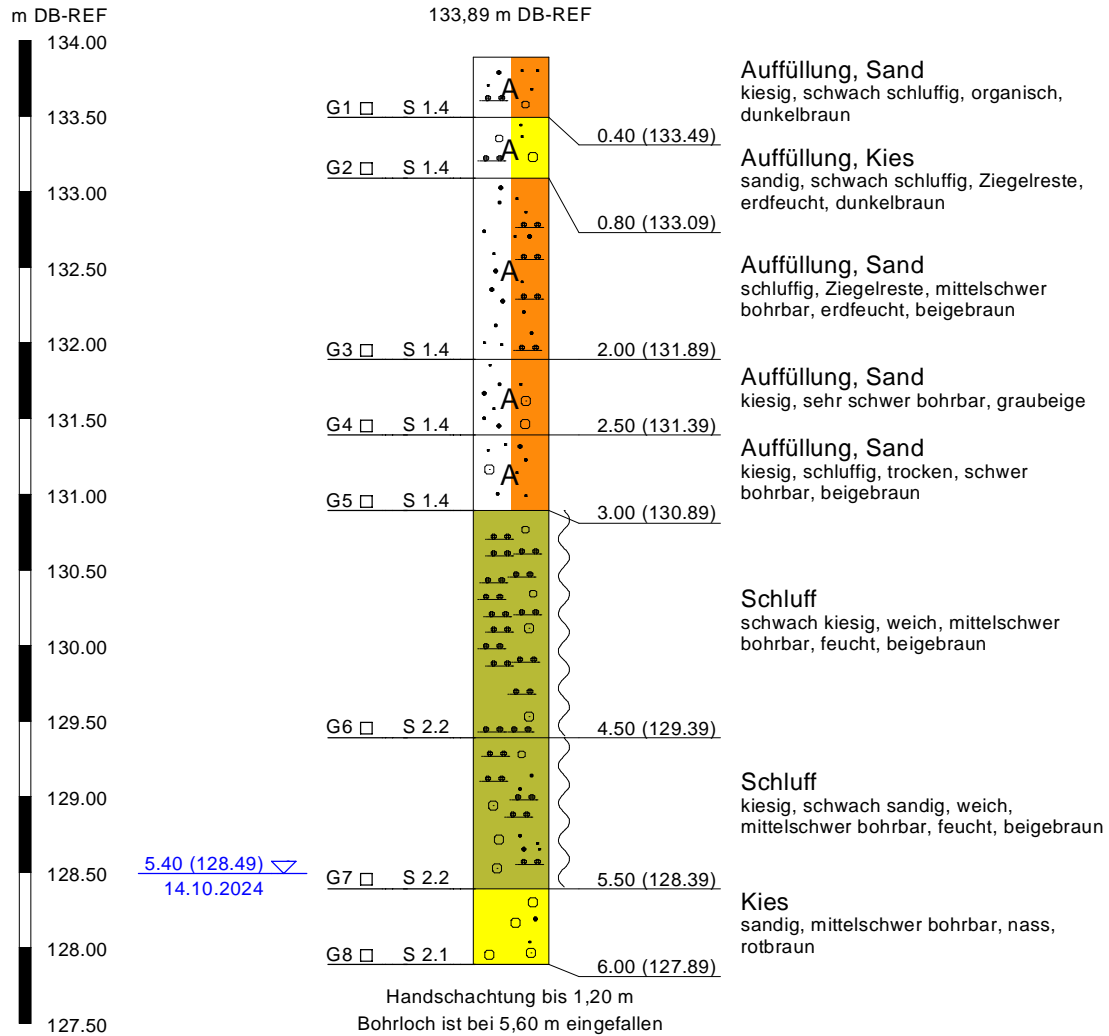 m DB-REF
133,89 m DB-REF
134.00
133.50
133.00
132.50
132.00
131.50
131.00
130.50
130.00
129.50
129.00
128.50
128.00
127.50
A
Auffüllung, Sand
kiesig, schwach schluffig, organisch,
dunkelbraun
G1 S 1.4
0.40 (133.49)
A
Auffüllung, Kies
sandig, schwach schluffig, Ziegelreste,
erdfeucht, dunkelbraun
G2 S 1.4
0.80 (133.09)
A
Auffüllung, Sand
schluffig, Ziegelreste, mittelschwer
bohrbar, erdfeucht, beigebraun
G3 S 1.4
2.00 (131.89)
A
Auffüllung, Sand
kiesig, sehr schwer bohrbar, graubeige
G4 S 1.4
2.50 (131.39)
A
Auffüllung, Sand
kiesig, schluffig, trocken, schwer
bohrbar, beigebraun
G5 S 1.4
3.00 (130.89)
Schluff
schwach kiesig, weich, mittelschwer
bohrbar, feucht, beigebraun
G6 S 2.2
4.50 (129.39)
Schluff
kiesig, schwach sandig, weich,
mittelschwer bohrbar, feucht, beigebraun
5.40 (128.49)
14.10.2024
G7 S 2.2
5.50 (128.39)
Kies
sandig, mittelschwer bohrbar, nass,
rotbraun
G8 S 2.1
6.00 (127.89)
Handschachtung bis 1,20 m
Bohrloch ist bei 5,60 m eingefallen